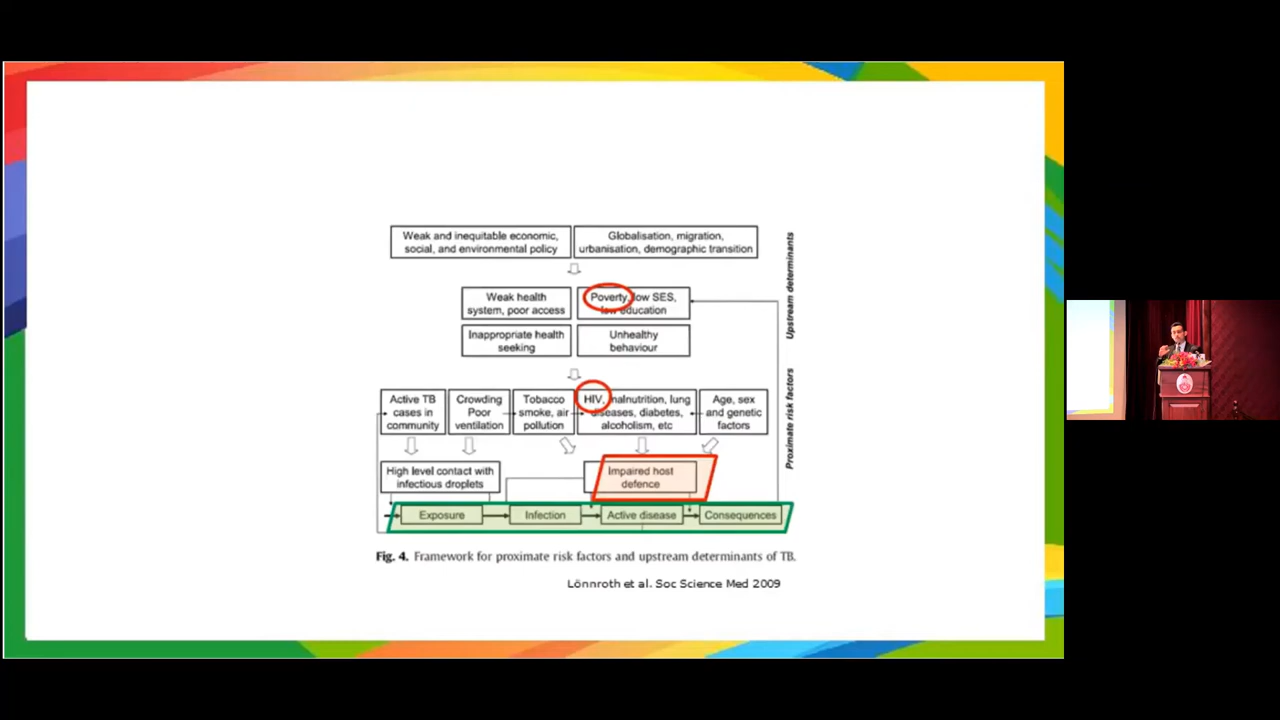 Weak and inequitable economic,
social, and environmental policy
Globalisation, migration,
urbanisation, demographic transition
Weak health
system, poor access
Poverty, low SES,
low education
Inappropriate health
seeking
Unhealthy
behaviour
Upstream determinants
Active TB
cases in
community
Crowding
Poor
ventilation
Tobacco
smoke, air
pollution
HIV, malnutrition, lung
diseases, diabetes,
alcoholism, etc
Age, sex
and genetic
factors
Proximate risk factors
High level contact with
infectious droplets
Impaired host
defence
Exposure
Infection
Active disease
Consequences
Fig. 4. Framework for proximate risk factors and upstream determinants of TB.
Lönnroth et al. Soc Science Med 2009